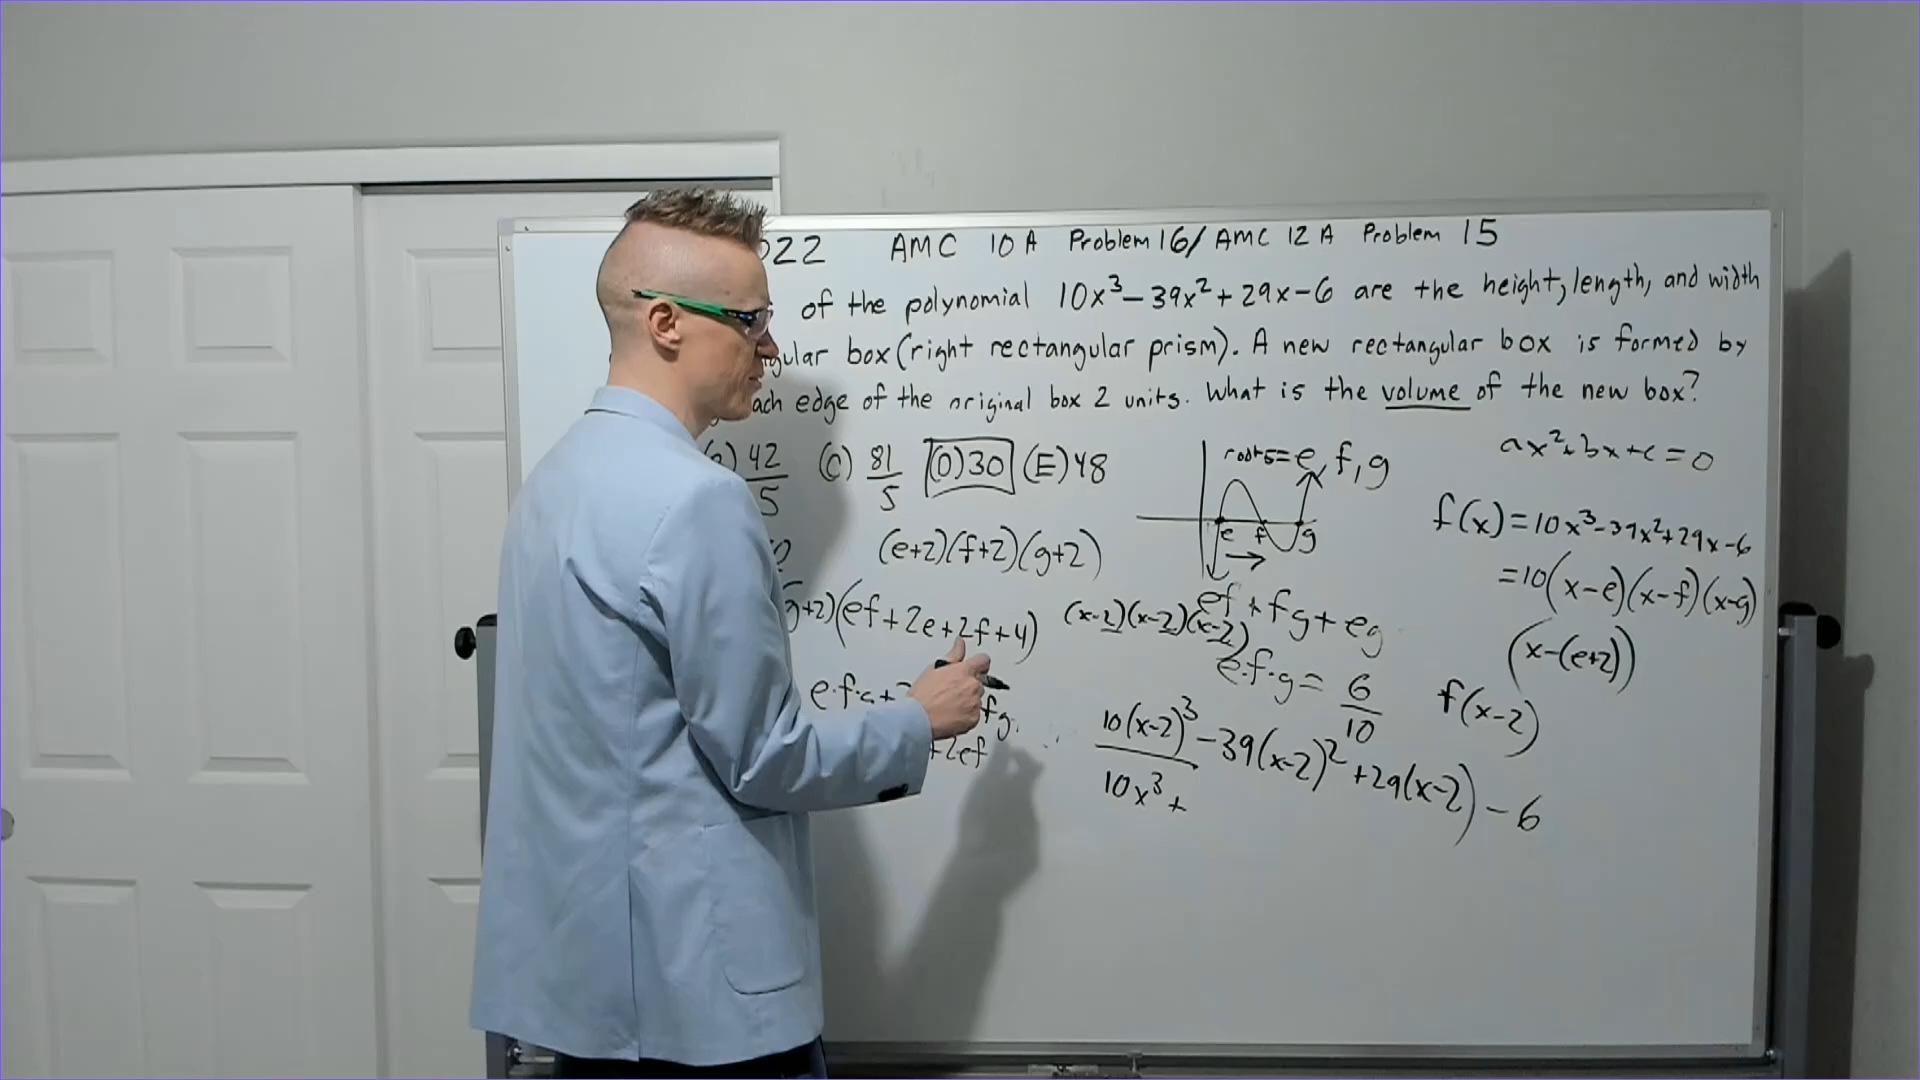 022 AMC 10A Problem 16/ AMC 12A Problem 15
of the polynomial 10x³-39x²+29x-6 are the height, length, and width
gular box (right rectangular prism). A new rectangular box is formed by
ach edge of the original box 2 units. What is the volume of the new box?
42/5 (C) 81/5 (D) 30 (E) 48
roots=e, f, g
e f g
ax²+bx+c=0
f(x)=10x³-39x²+29x-6
=10(x-e)(x-f)(x-g)
(x-(e+2))
f(x-2)
(e+2)(f+2)(g+2)
g+2)(ef+2e+2f+4)
e·f·g+
fg
+2ef
ef+fg+eg
(x-2)(x-2)(x-2)
e·f·g=6/10
10(x-2)³-39(x-2)²+29(x-2)-6
10x³+